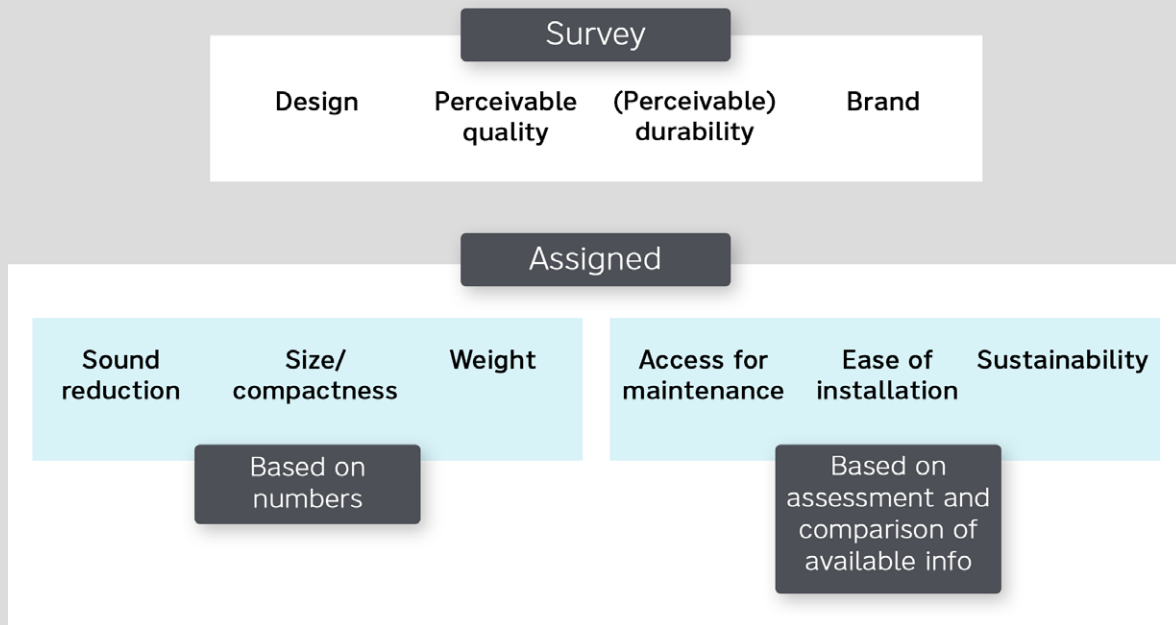 Survey
Design
Perceivable
quality
(Perceivable)
durability
Brand
Assigned
Sound
reduction
Size/
compactness
Weight
Access for
maintenance
Ease of
installation
Sustainability
Based on
numbers
Based on
assessment and
comparison of
available info